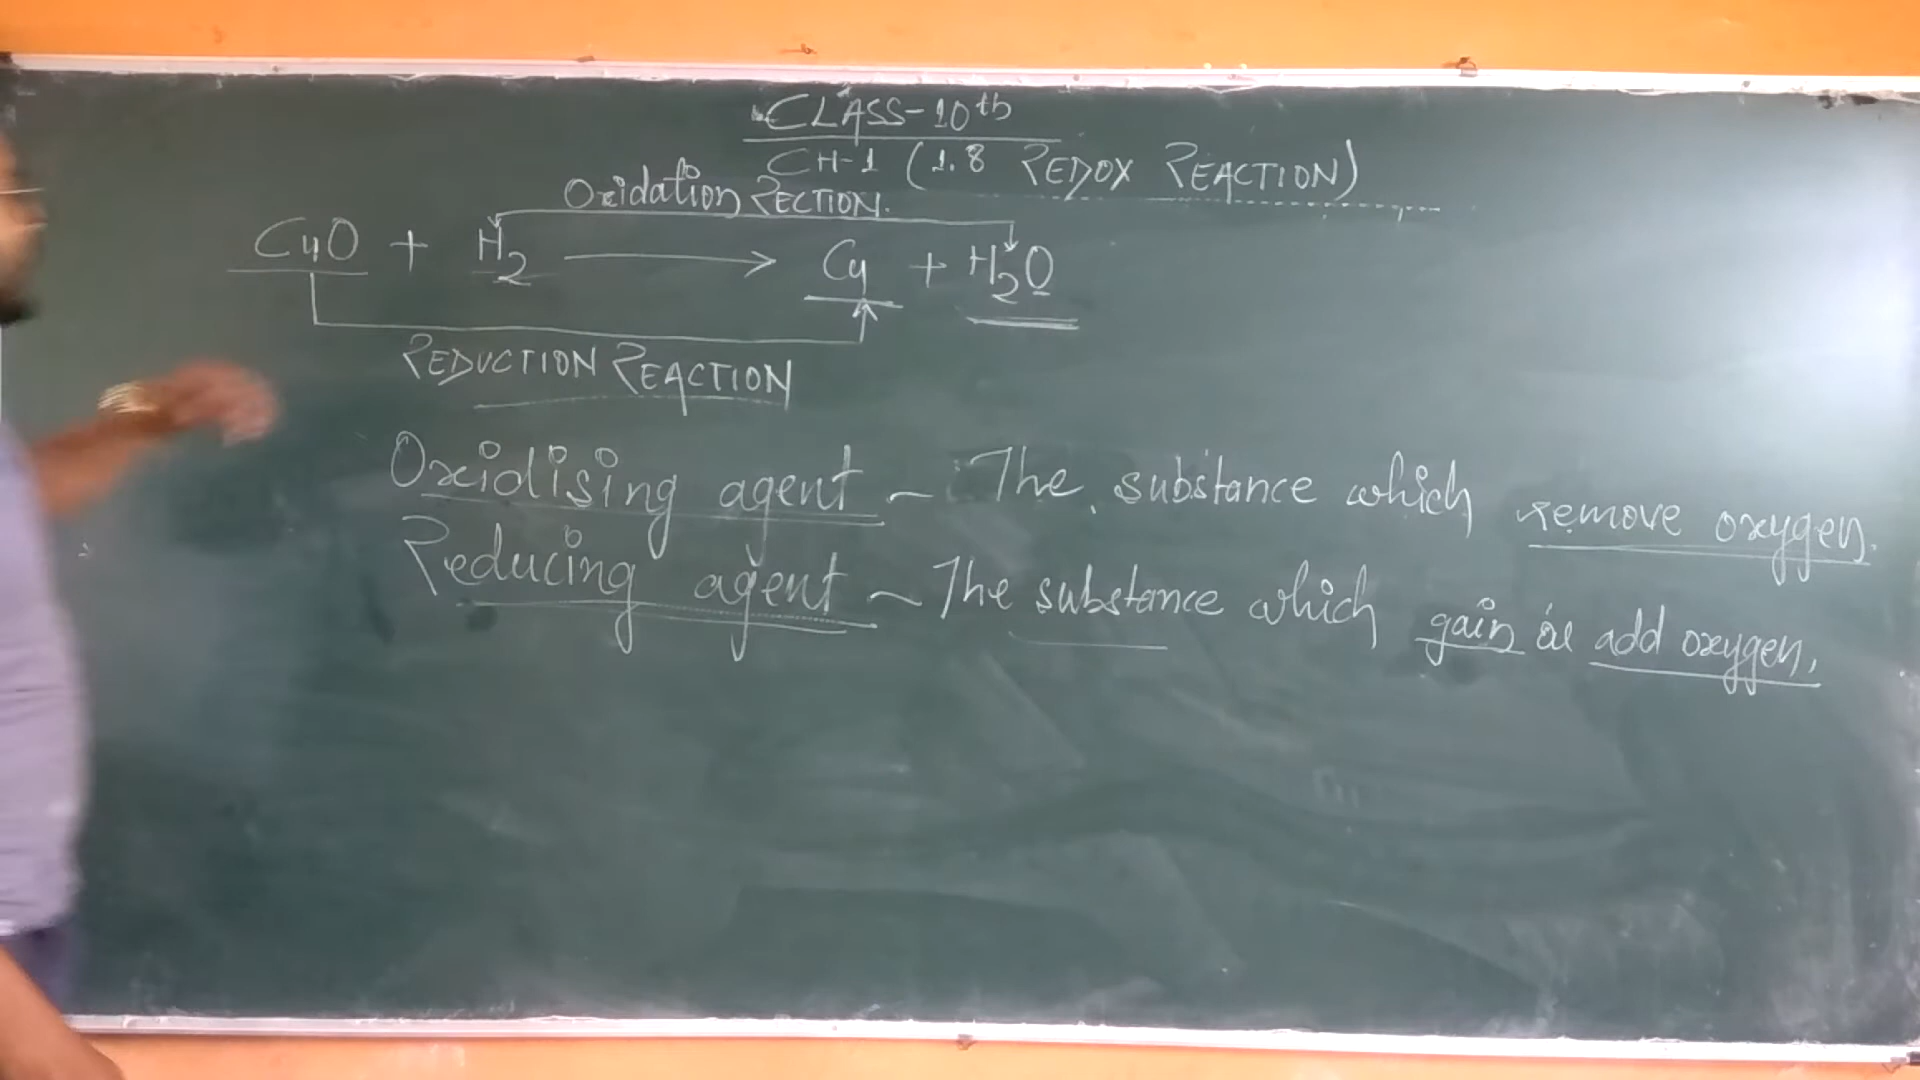 CLASS-10th
CH-1 (1.8 REDOX REACTION)
Oxidation RECTION.
CuO + H2 → Cu + H2O
REDUCTION REACTION
Oxidising agent - The substance which remove oxygen.
Reducing agent - The substance which gain or add oxygen.